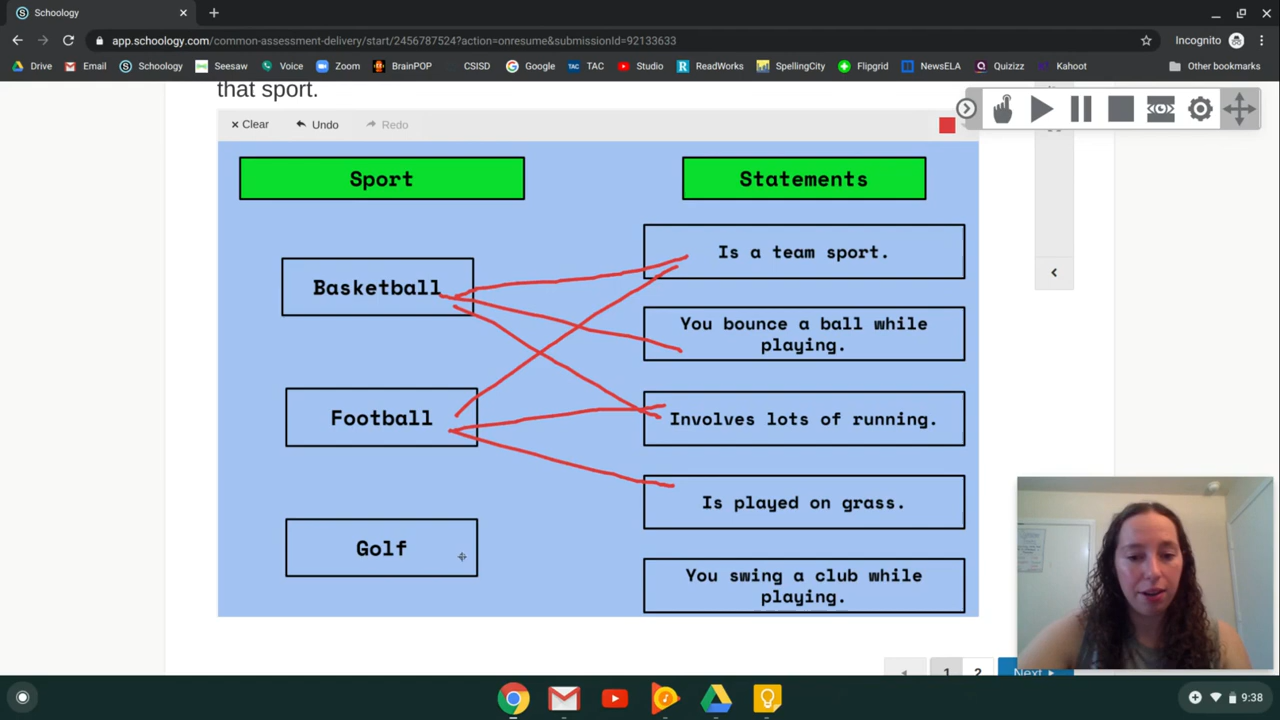 Schoology
app.schoology.com/common-assessment-delivery/start/2456787524?action=onresume&submissionId=92133633
Incognito
Drive Email Schoology Seesaw Voice Zoom BrainPOP CSISD Google TAC Studio ReadWorks SpellingCity Flipgrid NewsELA Quizizz Kahoot Other bookmarks
that sport.
Clear Undo Redo
Sport
Statements
Is a team sport.
Basketball
You bounce a ball while
playing.
Football
Involves lots of running.
Is played on grass.
Golf
You swing a club while
playing.
1 2 Next
9:38